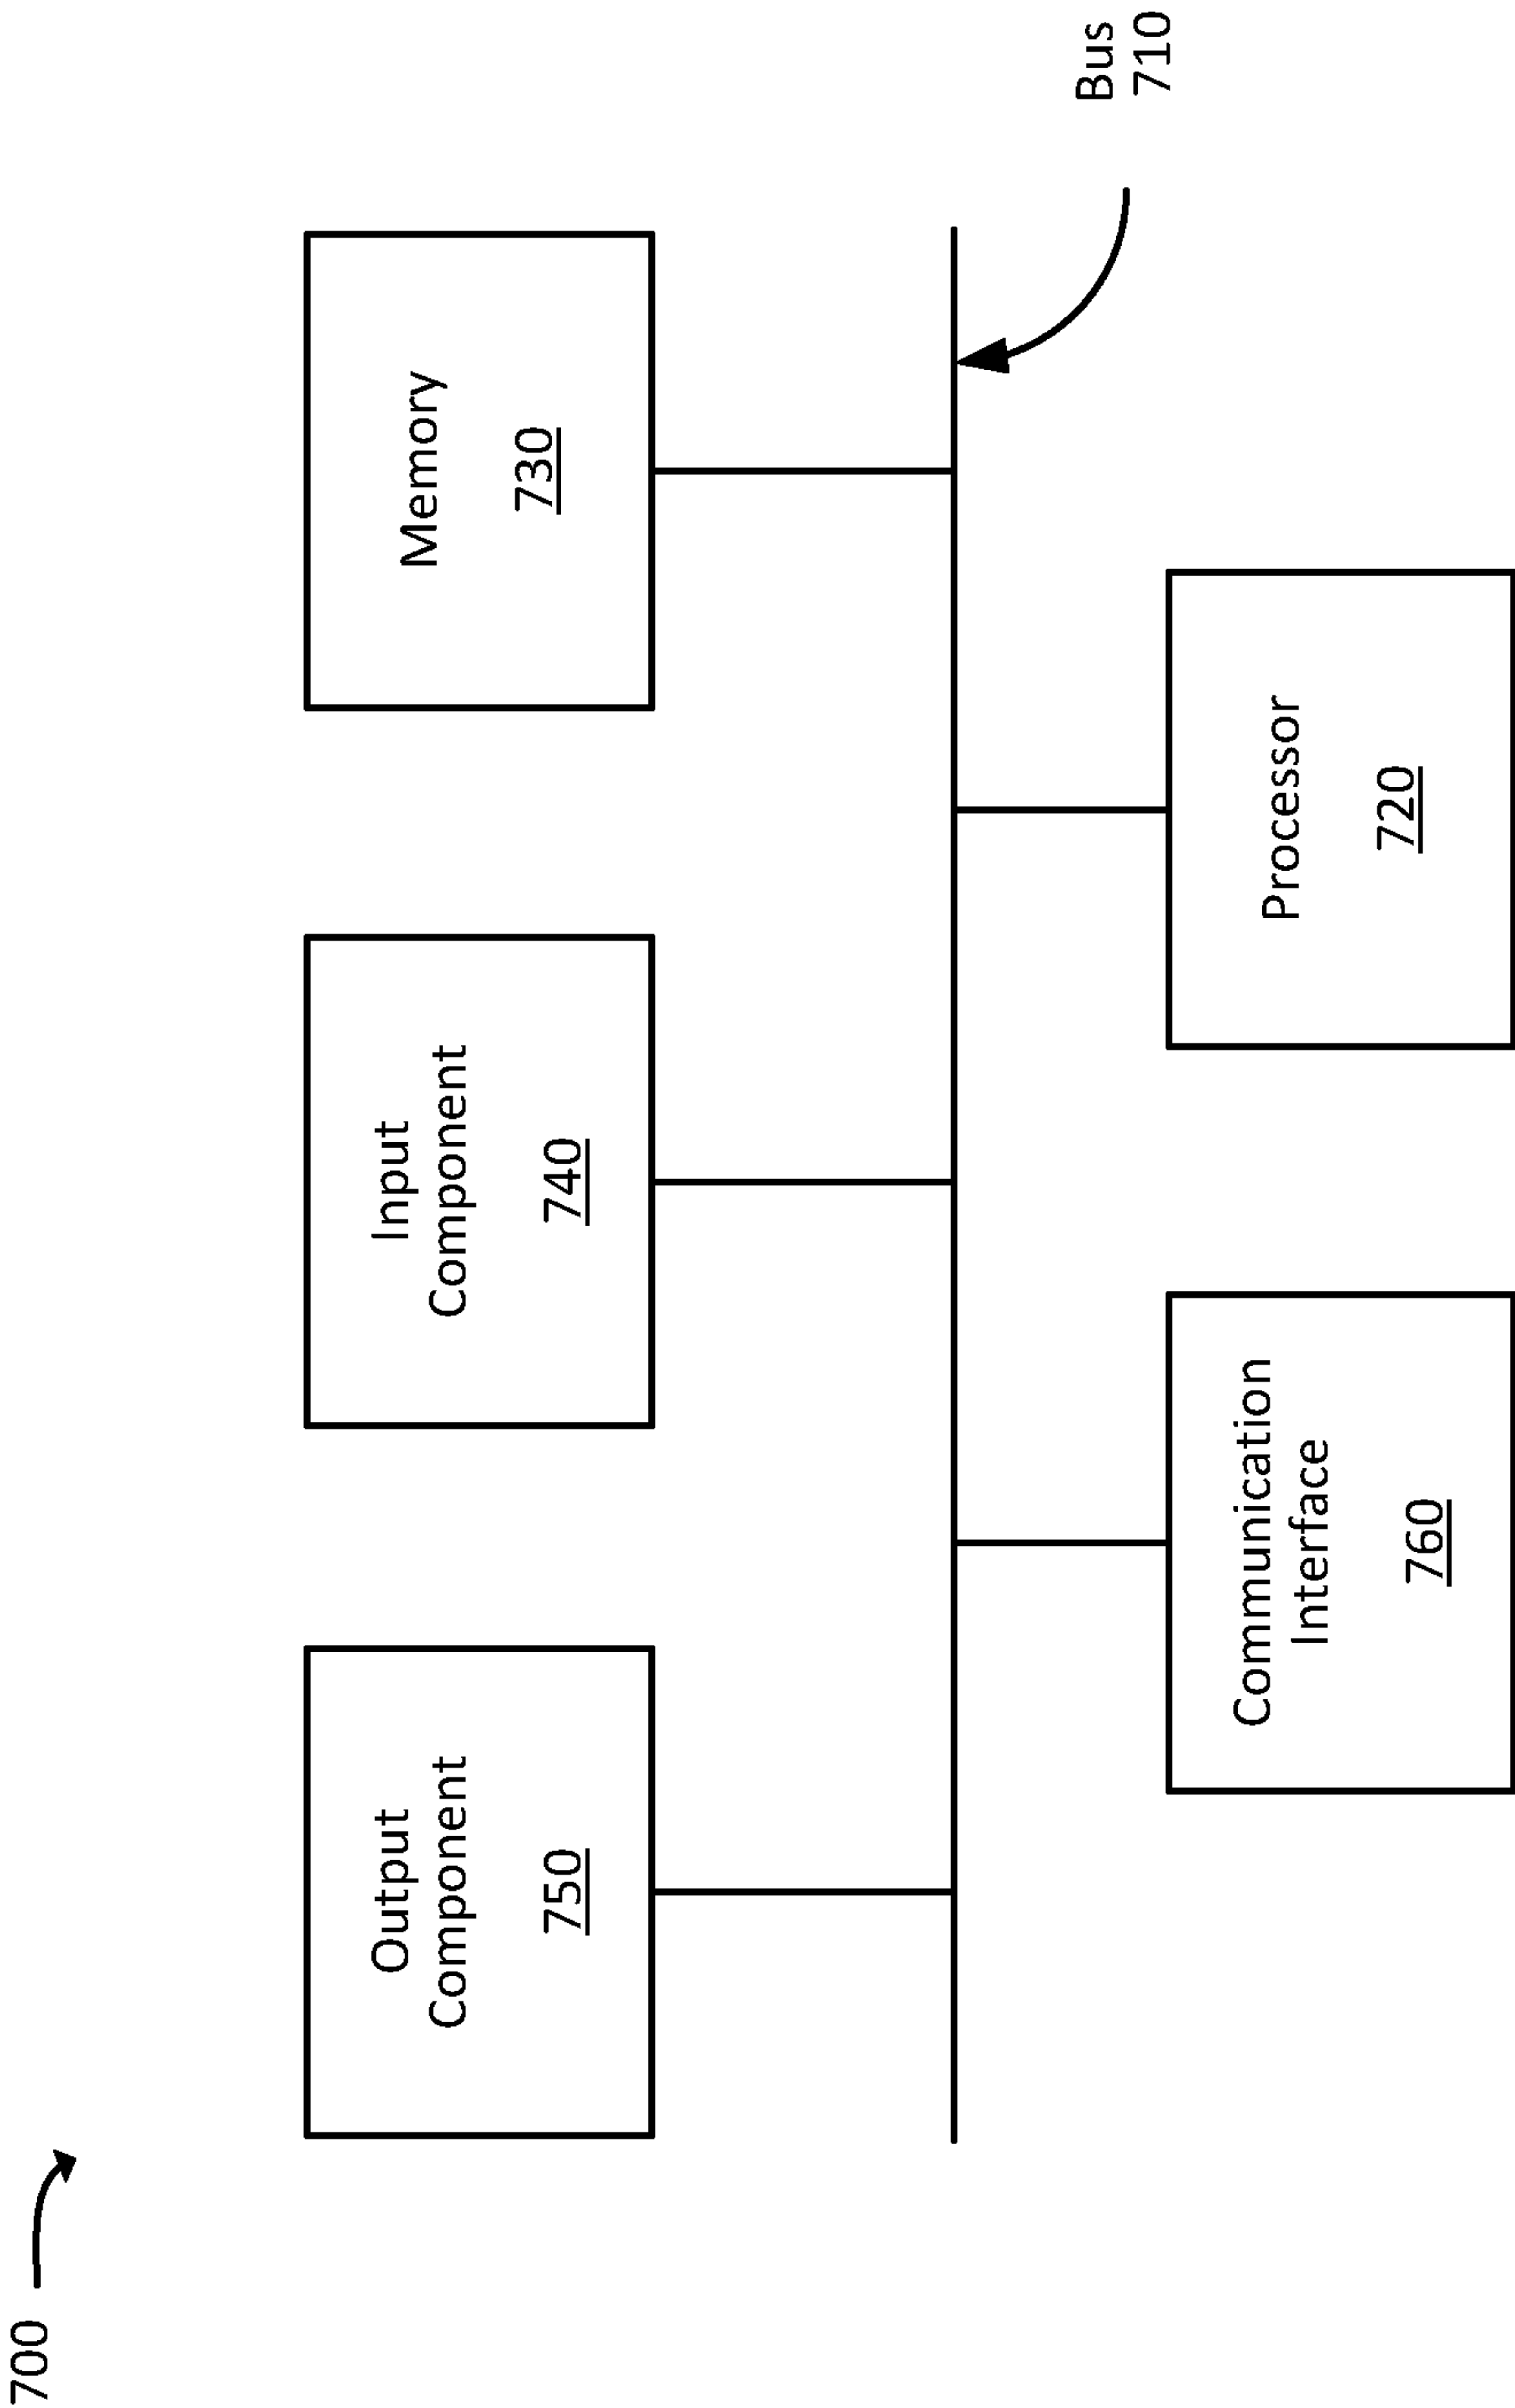 700
Output
Component
750
Input
Component
740
Memory
730
Communication
Interface
760
Processor
720
Bus
710